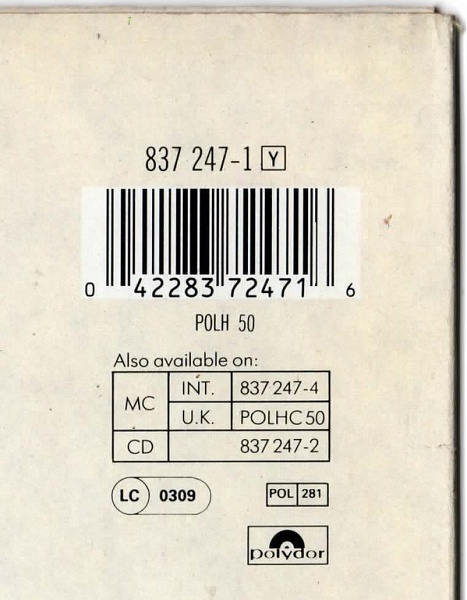 837 247-1 Y
0 42283 72471 6
POLH 50
Also available on:
MC INT. 837 247-4
U.K. POLHC 50
CD 837 247-2
LC 0309 POL 281
polydor